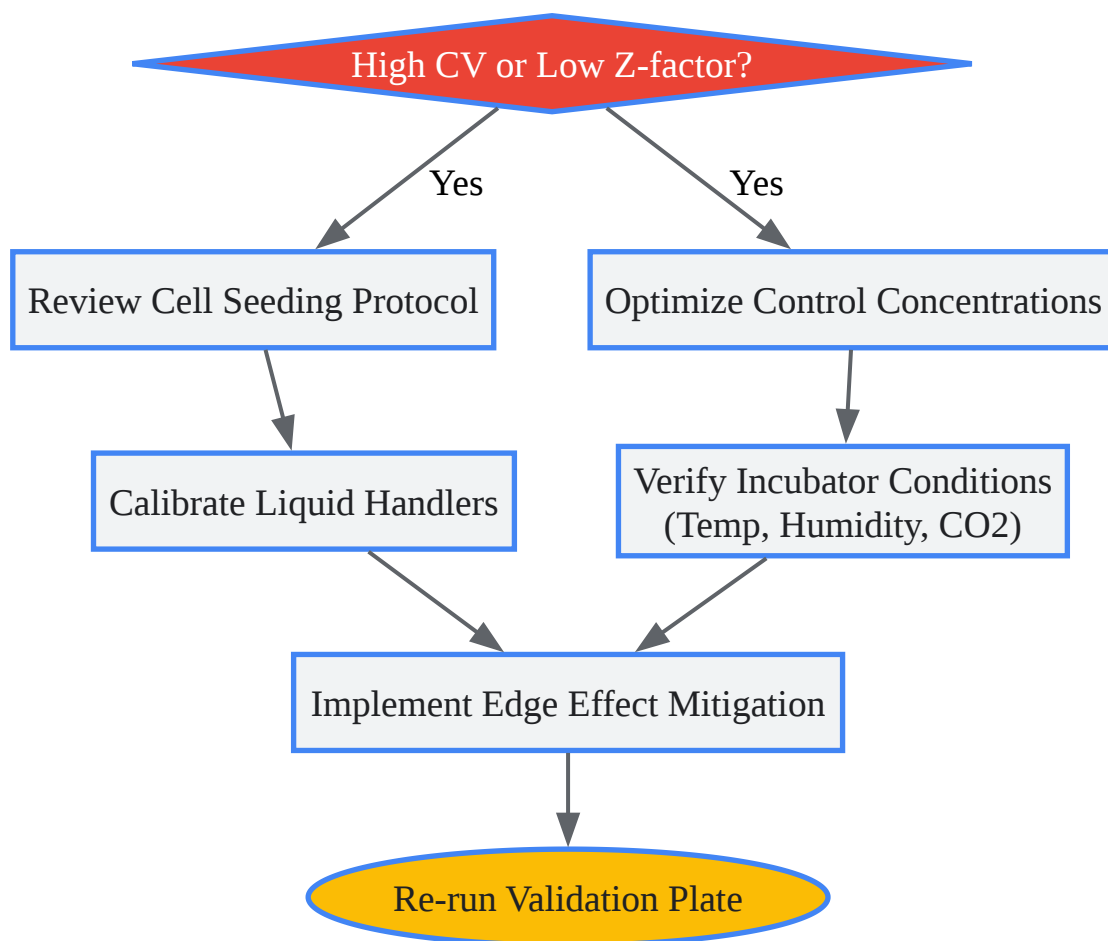 High CV or Low Z-factor?
Yes
Yes
Review Cell Seeding Protocol
Optimize Control Concentrations
Calibrate Liquid Handlers
Verify Incubator Conditions
(Temp, Humidity, CO2)
Implement Edge Effect Mitigation
Re-run Validation Plate